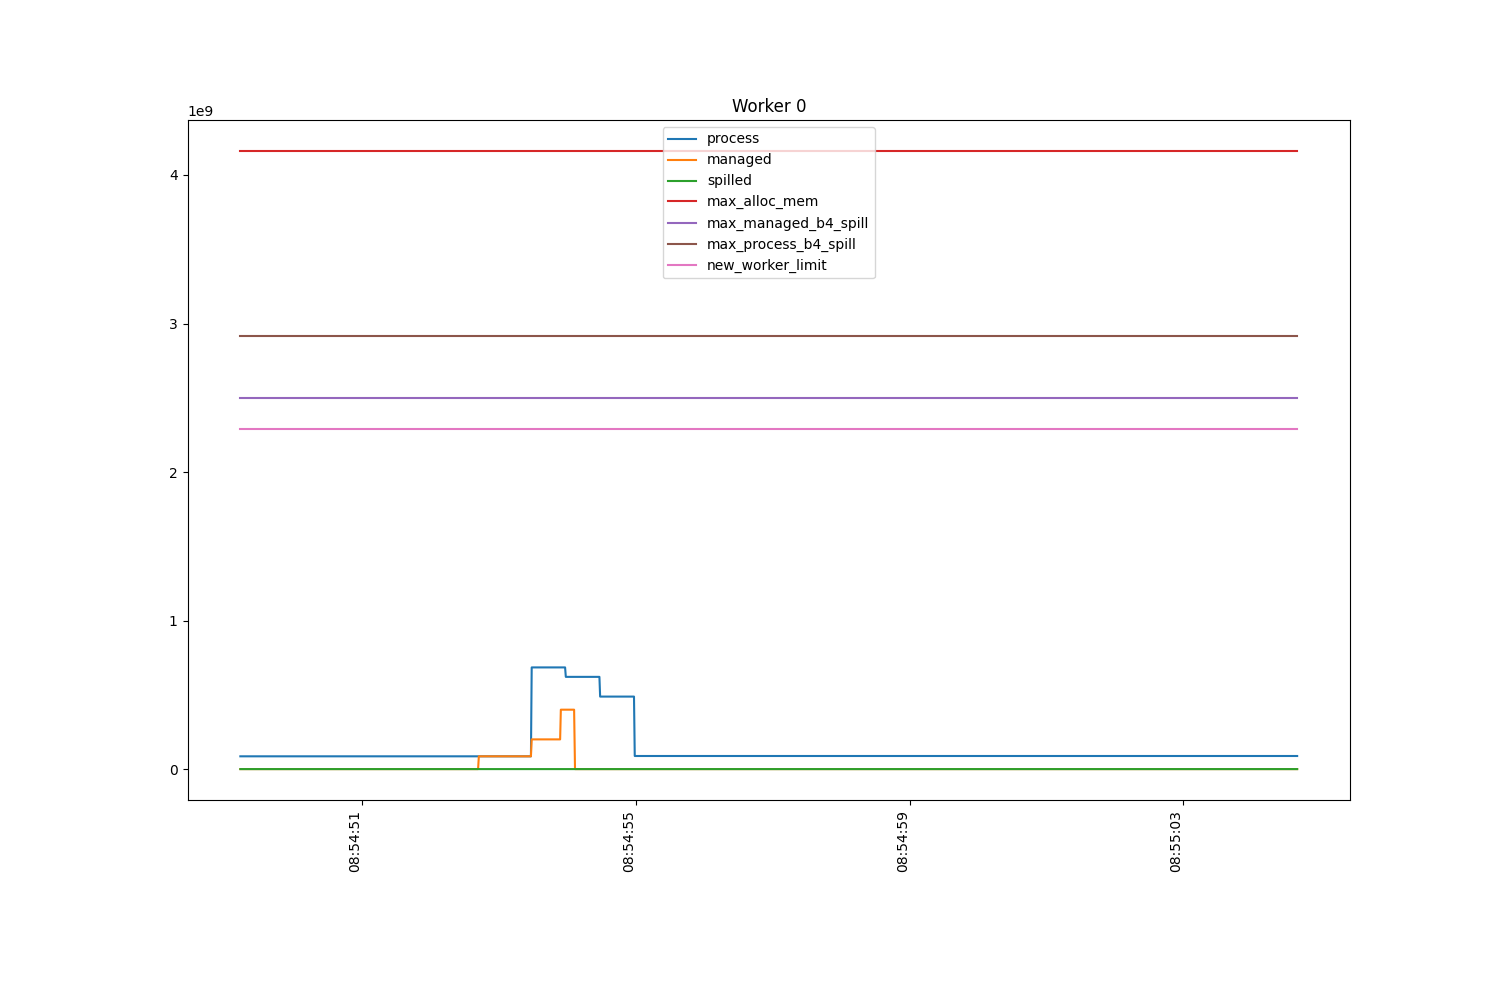 Worker 0
1e9
process
managed
spilled
max_alloc_mem
max_managed_b4_spill
max_process_b4_spill
new_worker_limit
4
3
2
1
0
08:54:51
08:54:55
08:54:59
08:55:03